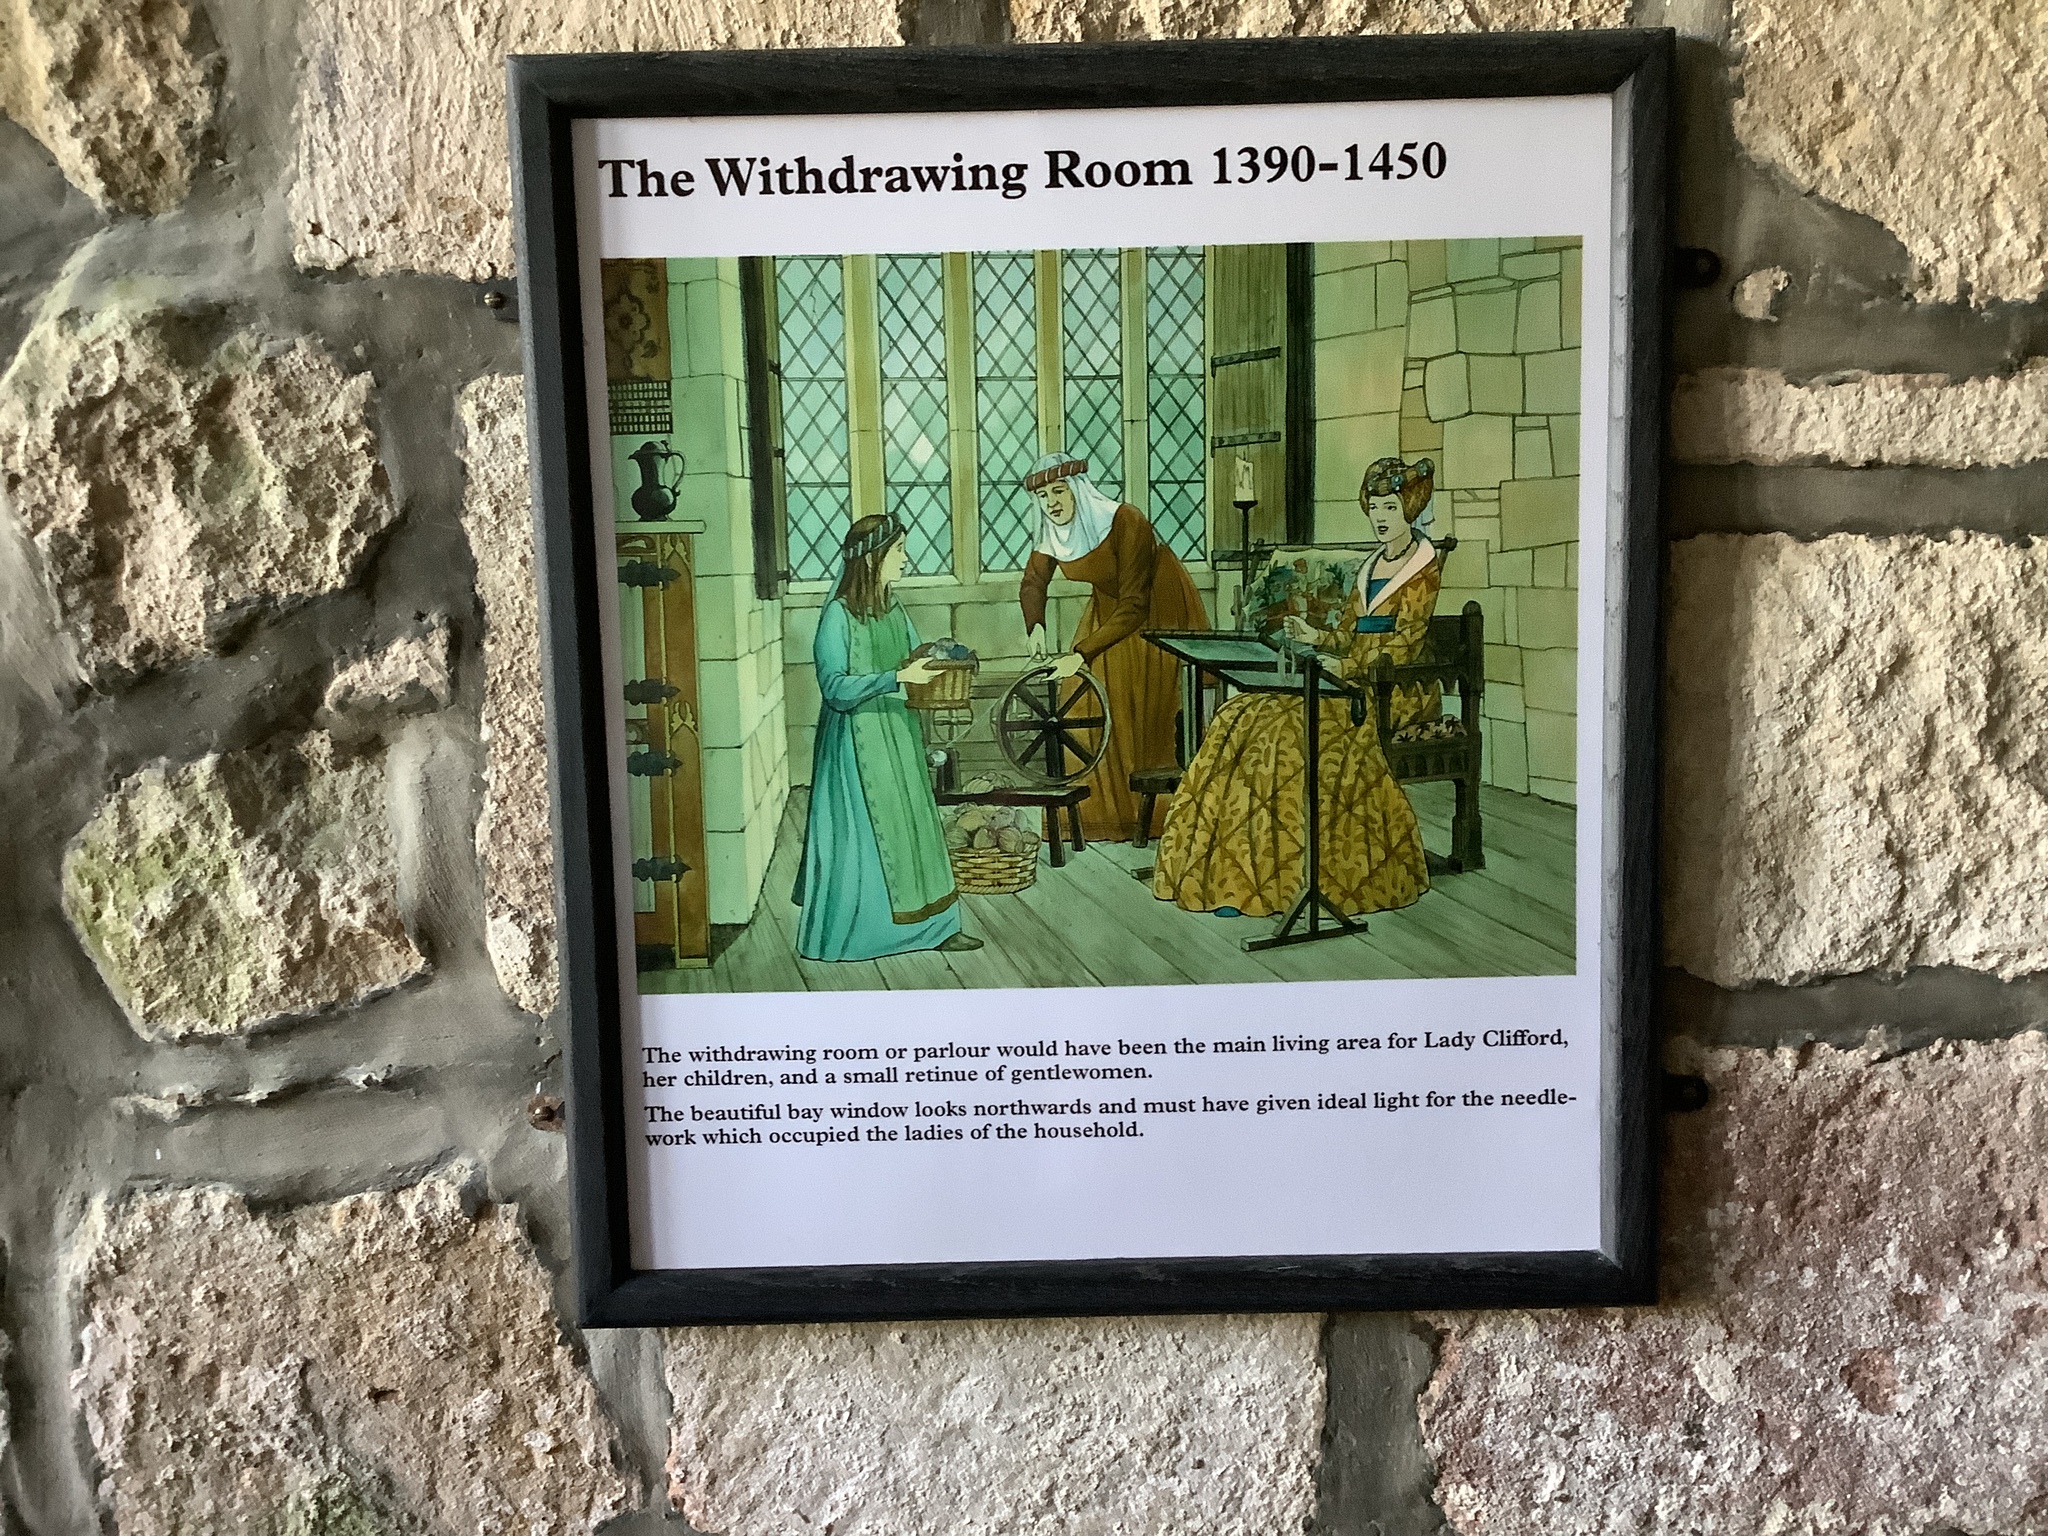 The Withdrawing Room 1390-1450
The withdrawing room or parlour would have been the main living area for Lady Clifford,
her children, and a small retinue of gentlewomen.
The beautiful bay window looks northwards and must have given ideal light for the needle-
work which occupied the ladies of the household.